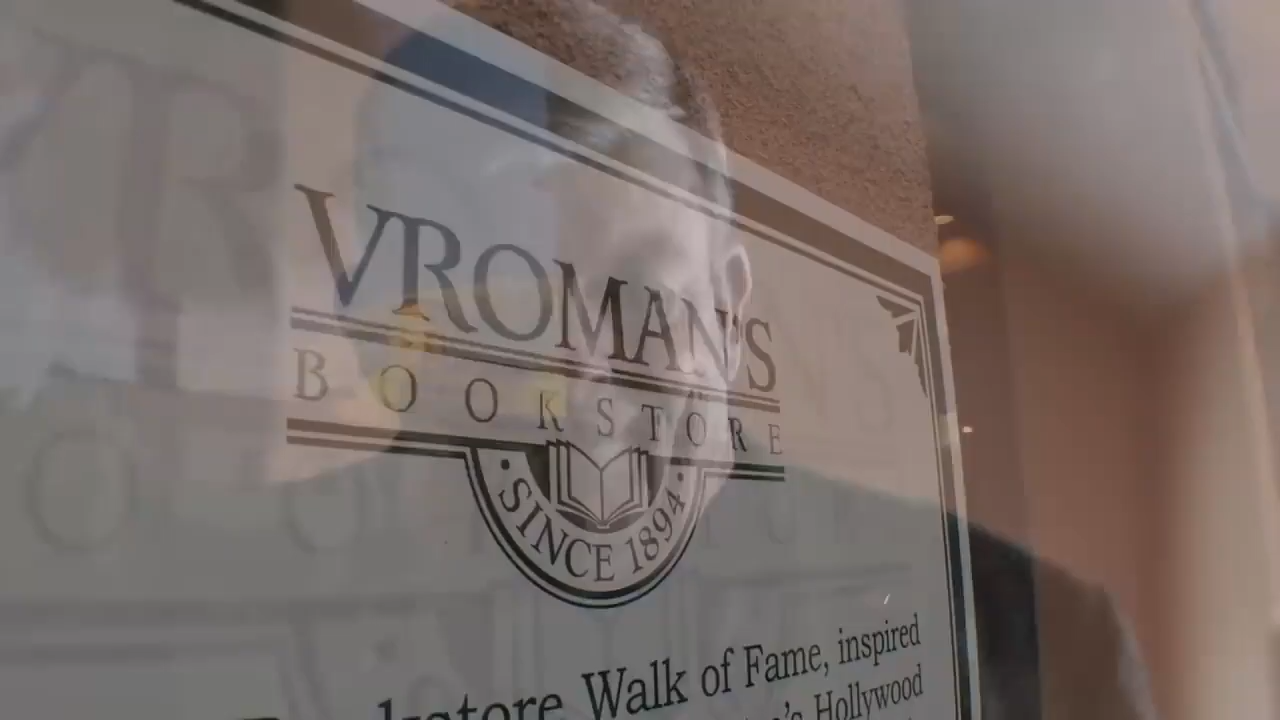 VROMAN'S
BOOKSTORE
SINCE 1894
Walk of Fame, inspired
Hollywood